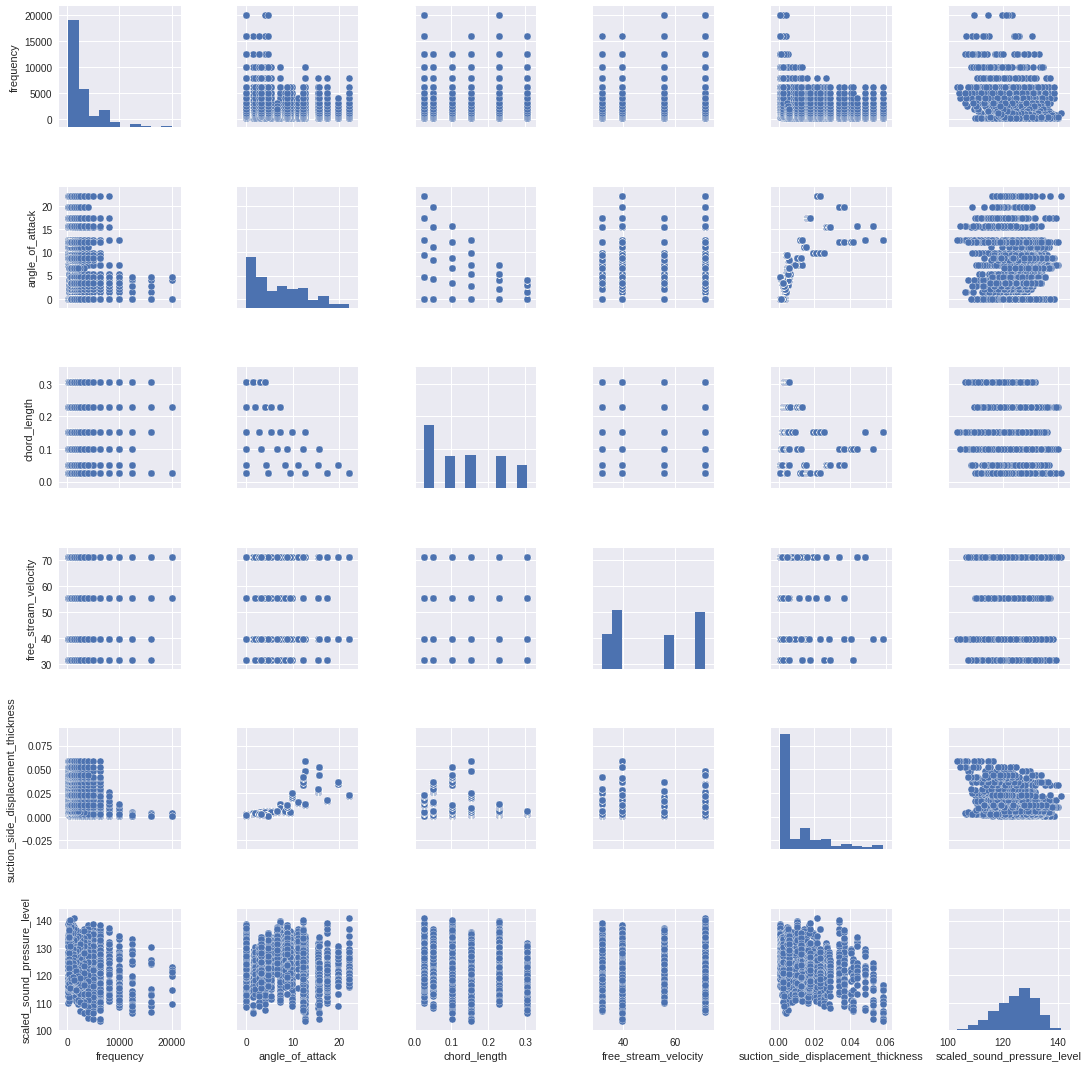 20000
15000
10000
5000
0
frequency
20
15
10
5
0
angle_of_attack
0.3
0.2
0.1
0.0
chord_length
70
60
50
40
30
free_stream_velocity
0.075
0.050
0.025
0.000
−0.025
suction_side_displacement_thickness
140
130
120
110
100
scaled_sound_pressure_level
0 10000 20000
frequency
0 10 20
angle_of_attack
0.0 0.1 0.2 0.3
chord_length
40 60
free_stream_velocity
0.00 0.02 0.04 0.06
suction_side_displacement_thickness
100 120 140
scaled_sound_pressure_level